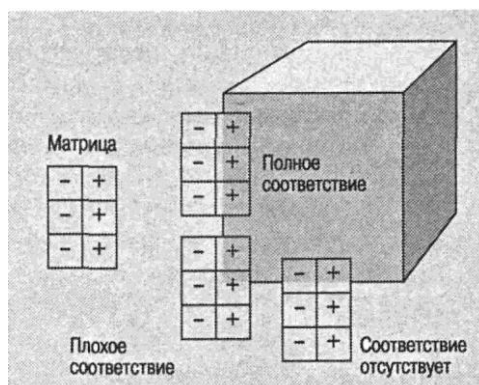 Матрица
- +
- +
- +
- +
- +
- +
Полное
соответствие
- +
- +
- +
- +
- +
- +
Плохое
соответствие
Соответствие
отсутствует